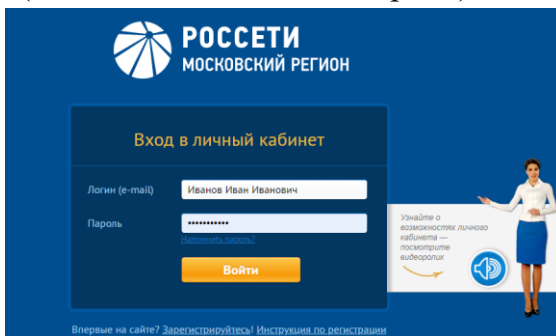 РОССЕТИ
МОСКОВСКИЙ РЕГИОН
Вход в личный кабинет
Логин (e-mail) Иванов Иван Иванович
Пароль •••••••••••
Напомнить пароль?
Войти
Узнайте о
возможностях личного
кабинета —
посмотрите
видеоролик
Впервые на сайте? Зарегистрируйтесь! Инструкция по регистрации